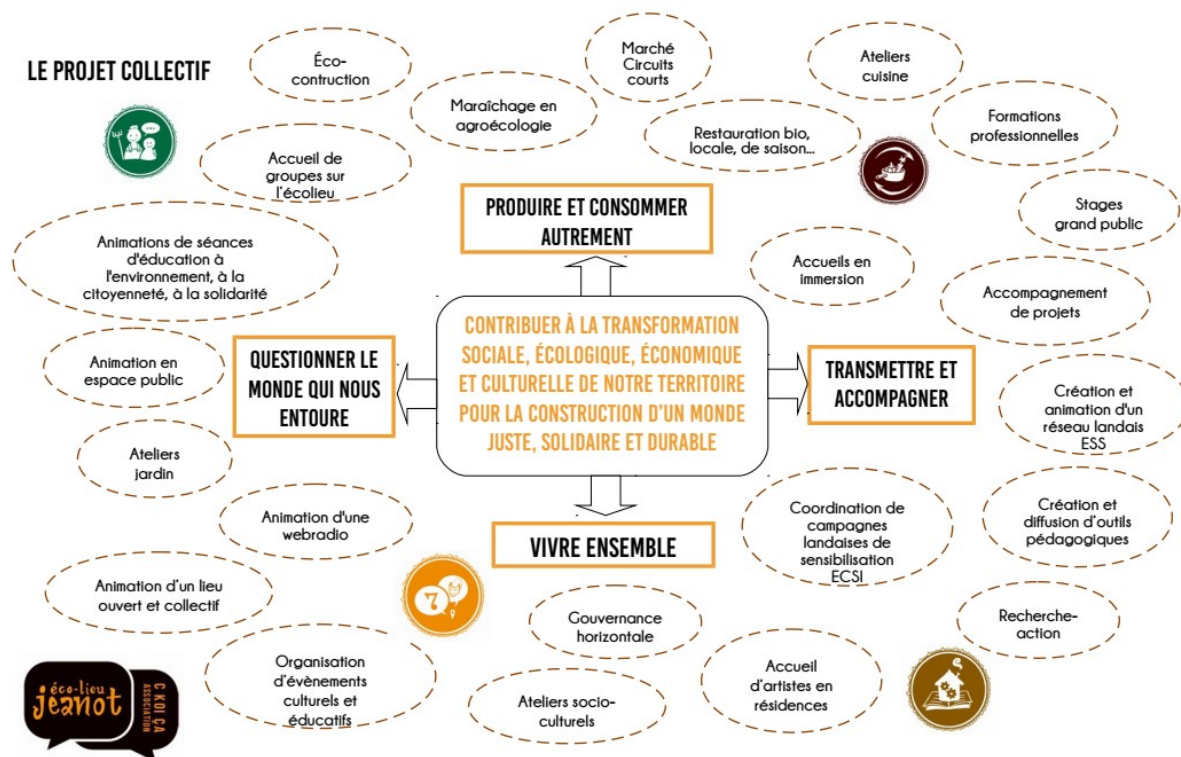 LE PROJET COLLECTIF
Éco-
contruction
Marché
Circuits
courts
Ateliers
cuisine
Maraîchage en
agroécologie
Restauration bio,
locale, de saison...
Formations
professionnelles
Accueil de
groupes sur
l'écolieu
PRODUIRE ET CONSOMMER
AUTREMENT
Stages
grand public
Animations de séances
d'éducation à
l'environnement, à la
citoyenneté, à la solidarité
Accueils en
immersion
Accompagnement
de projets
Animation en
espace public
QUESTIONNER LE
MONDE QUI NOUS
ENTOURE
CONTRIBUER À LA TRANSFORMATION
SOCIALE, ÉCOLOGIQUE, ÉCONOMIQUE
ET CULTURELLE DE NOTRE TERRITOIRE
POUR LA CONSTRUCTION D'UN MONDE
JUSTE, SOLIDAIRE ET DURABLE
TRANSMETTRE ET
ACCOMPAGNER
Création et
animation d'un
réseau landais
ESS
Ateliers
jardin
Animation d'une
webradio
VIVRE ENSEMBLE
Coordination de
campagnes
landaises de
sensibilisation
ECSI
Création et
diffusion d'outils
pédagogiques
Animation d'un lieu
ouvert et collectif
7
Gouvernance
horizontale
Recherche-
action
Organisation
d'évènements
culturels et
éducatifs
Ateliers socio-
culturels
Accueil
d'artistes en
résidences
éco-lieu
jeanot
C KOI ÇA
ASSOCIATION